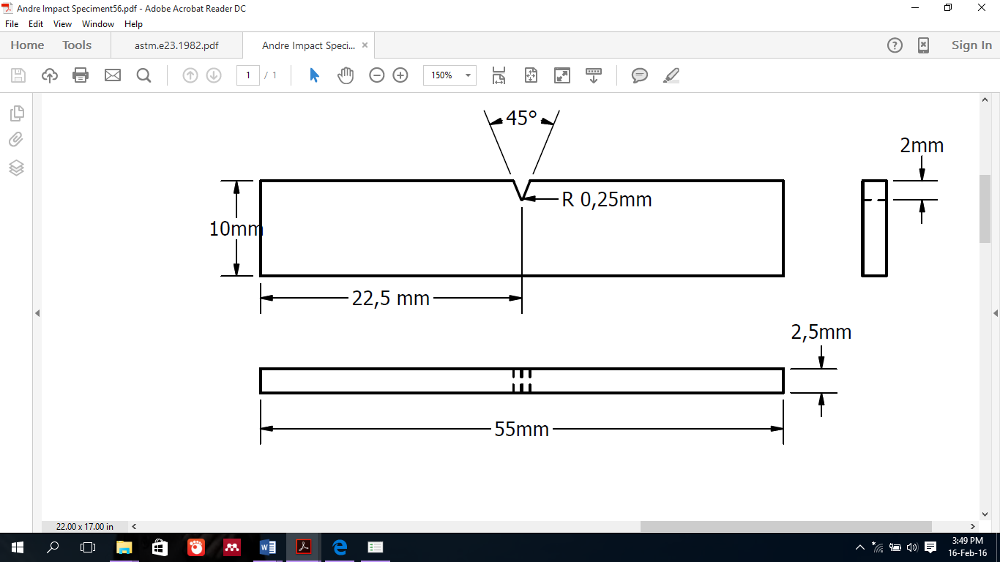 Andre Impact Speciment56.pdf - Adobe Acrobat Reader DC
File Edit View Window Help
Home Tools astm.e23.1982.pdf Andre Impact Speci... × Sign In
1 / 1 150%
45°
2mm
R 0,25mm
10mm
22,5 mm
2,5mm
55mm
22.00 x 17.00 in
3:49 PM
16-Feb-16